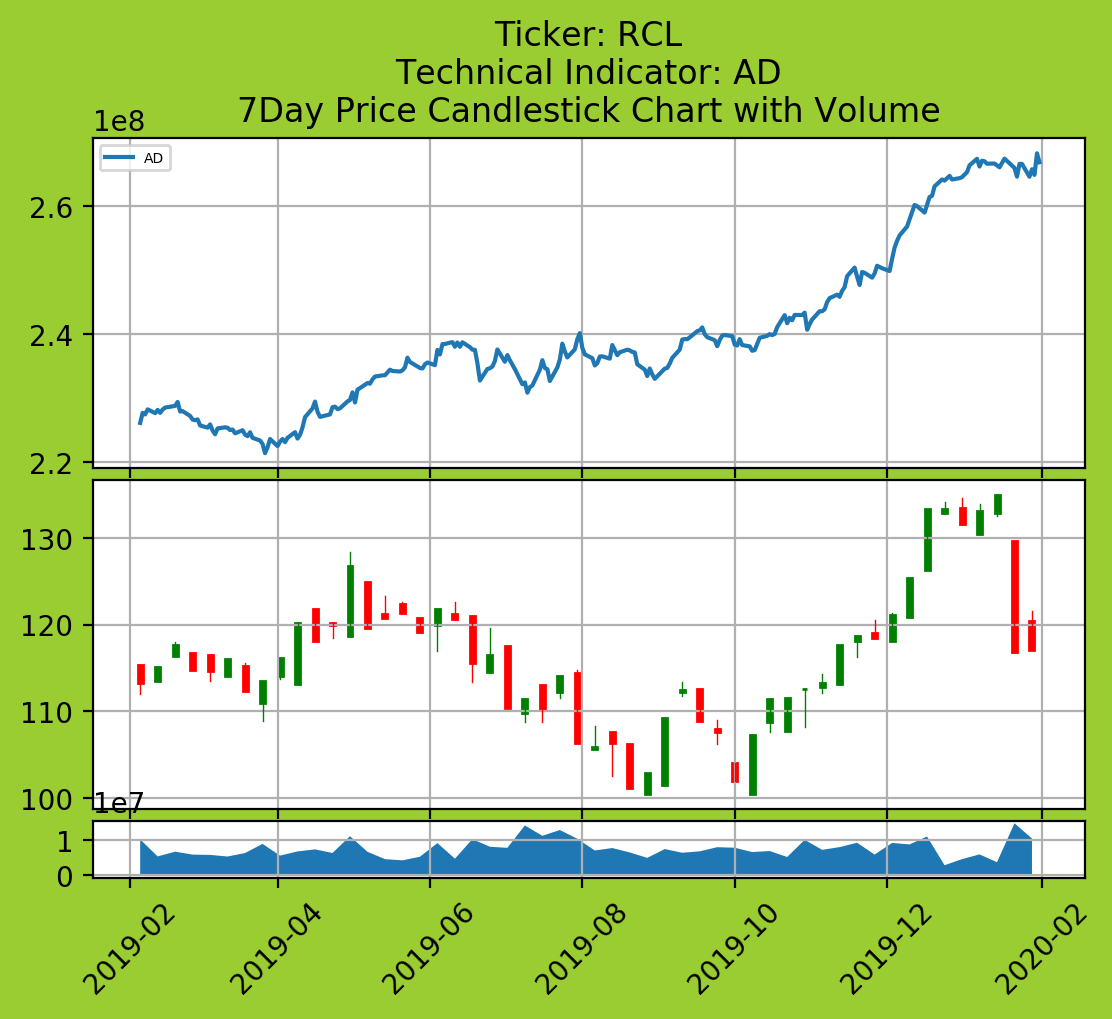 Ticker: RCL
Technical Indicator: AD
7Day Price Candlestick Chart with Volume
1e8
AD
2.6
2.4
2.2
130
120
110
100
1e7
1
0
2019-02
2019-04
2019-06
2019-08
2019-10
2019-12
2020-02